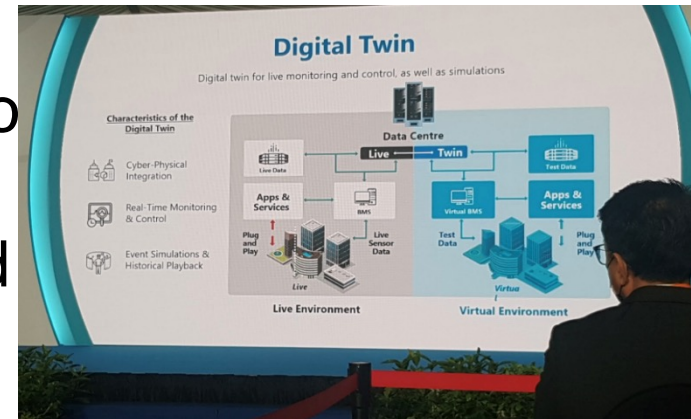 o
d
Digital Twin
Digital twin for live monitoring and control, as well as simulations
Characteristics of the
Digital Twin
Cyber-Physical
Integration
Real-Time Monitoring
& Control
Event Simulations &
Historical Playback
Data Centre
Live
Twin
Live Data
Test Data
Apps &
Services
BMS
Virtual BMS
Apps &
Services
Plug
and
Play
Live
Sensor
Data
Test
Data
Plug
and
Play
Live
Virtua
Live Environment
Virtual Environment